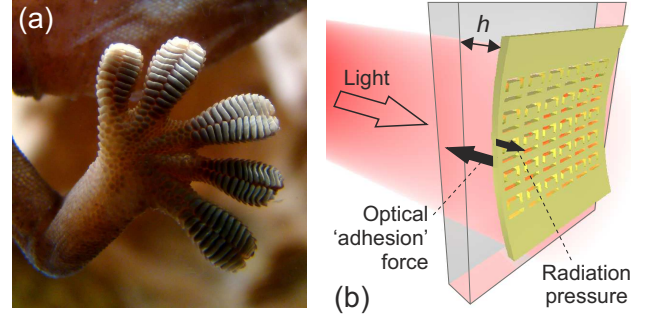 (a)
(b)
h
Light
Optical
‘adhesion’
force
Radiation
pressure